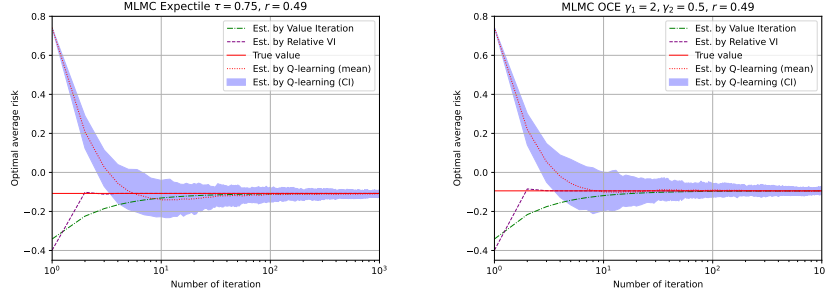 MLMC Expectile τ = 0.75, r = 0.49
Optimal average risk
0.8
0.6
0.4
0.2
0.0
−0.2
−0.4
Est. by Value Iteration
Est. by Relative VI
True value
Est. by Q-learning (mean)
Est. by Q-learning (CI)
10⁰
10¹
10²
10³
Number of iteration
MLMC OCE γ₁ = 2, γ₂ = 0.5, r = 0.49
Optimal average risk
0.8
0.6
0.4
0.2
0.0
−0.2
−0.4
Est. by Value Iteration
Est. by Relative VI
True value
Est. by Q-learning (mean)
Est. by Q-learning (CI)
10⁰
10¹
10²
10
Number of iteration